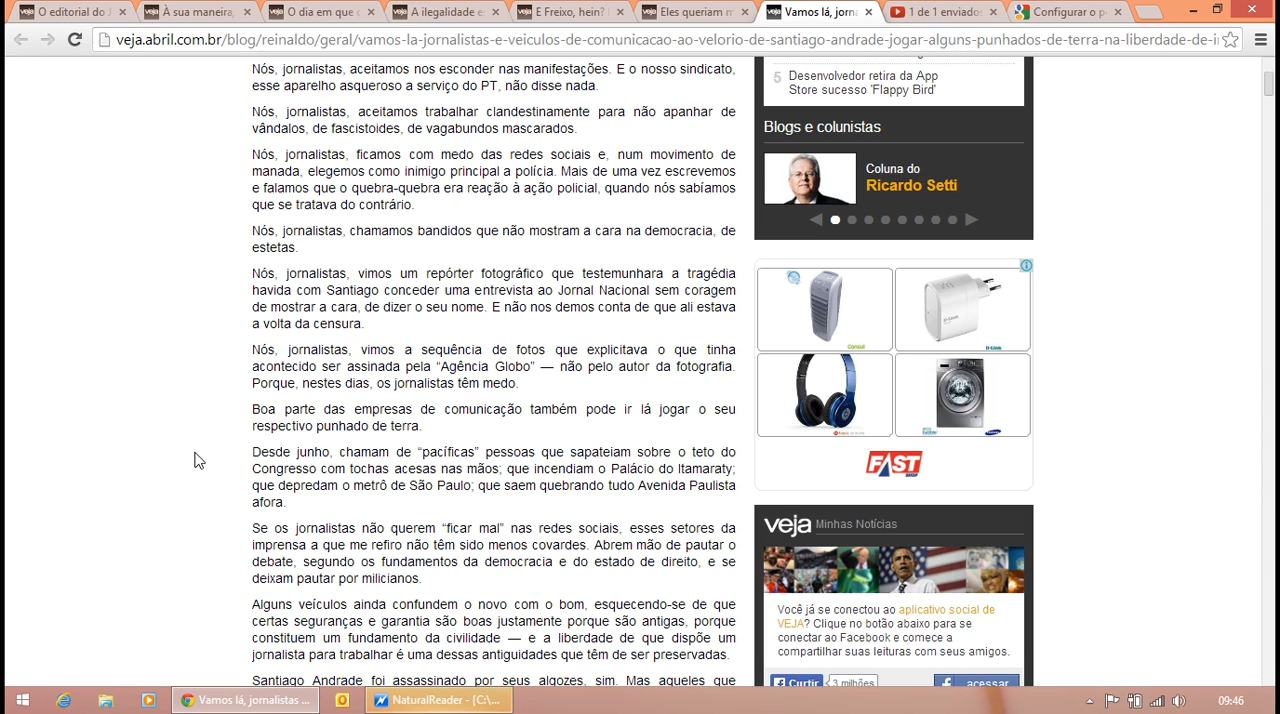 O editorial do J
À sua maneira,
O dia em que c
A ilegalidade e
E Freixo, hein? 
Eles queriam m
Vamos lá, jorn
1 de 1 enviados
Configurar o p
veja.abril.com.br/blog/reinaldo/geral/vamos-la-jornalistas-e-veiculos-de-comunicacao-ao-velorio-de-santiago-andrade-jogar-alguns-punhados-de-terra-na-liberdade-de-i
Nós, jornalistas, aceitamos nos esconder nas manifestações. E o nosso sindicato,
esse aparelho asqueroso a serviço do PT, não disse nada.
Nós, jornalistas, aceitamos trabalhar clandestinamente para não apanhar de
vândalos, de fascistoides, de vagabundos mascarados.
Nós, jornalistas, ficamos com medo das redes sociais e, num movimento de
manada, elegemos como inimigo principal a polícia. Mais de uma vez escrevemos
e falamos que o quebra-quebra era reação à ação policial, quando nós sabíamos
que se tratava do contrário.
Nós, jornalistas, chamamos bandidos que não mostram a cara na democracia, de
estetas.
Nós, jornalistas, vimos um repórter fotográfico que testemunhara a tragédia
havida com Santiago conceder uma entrevista ao Jornal Nacional sem coragem
de mostrar a cara, de dizer o seu nome. E não nos demos conta de que ali estava
a volta da censura.
Nós, jornalistas, vimos a sequência de fotos que explicitava o que tinha
acontecido ser assinada pela “Agência Globo” — não pelo autor da fotografia.
Porque, nestes dias, os jornalistas têm medo.
Boa parte das empresas de comunicação também pode ir lá jogar o seu
respectivo punhado de terra.
Desde junho, chamam de “pacíficas” pessoas que sapateiam sobre o teto do
Congresso com tochas acesas nas mãos; que incendiam o Palácio do Itamaraty;
que depredam o metrô de São Paulo; que saem quebrando tudo Avenida Paulista
afora.
Se os jornalistas não querem “ficar mal” nas redes sociais, esses setores da
imprensa a que me refiro não têm sido menos covardes. Abrem mão de pautar o
debate, segundo os fundamentos da democracia e do estado de direito, e se
deixam pautar por milicianos.
Alguns veículos ainda confundem o novo com o bom, esquecendo-se de que
certas seguranças e garantia são boas justamente porque são antigas, porque
constituem um fundamento da civilidade — e a liberdade de que dispõe um
jornalista para trabalhar é uma dessas antiguidades que têm de ser preservadas.
Santiago Andrade foi assassinado por seus algozes, sim. Mas aqueles que
5 Desenvolvedor retira da App
Store sucesso 'Flappy Bird'
Blogs e colunistas
Coluna do
Ricardo Setti
Consul
D-Link
FAST
veja Minhas Notícias
Você já se conectou ao aplicativo social de
VEJA? Clique no botão abaixo para se
conectar ao Facebook e comece a
compartilhar suas leituras com seus amigos.
Curtir 3 milhões
acessar
Vamos lá, jornalistas ...
NaturalReader - [C:\...
09:46